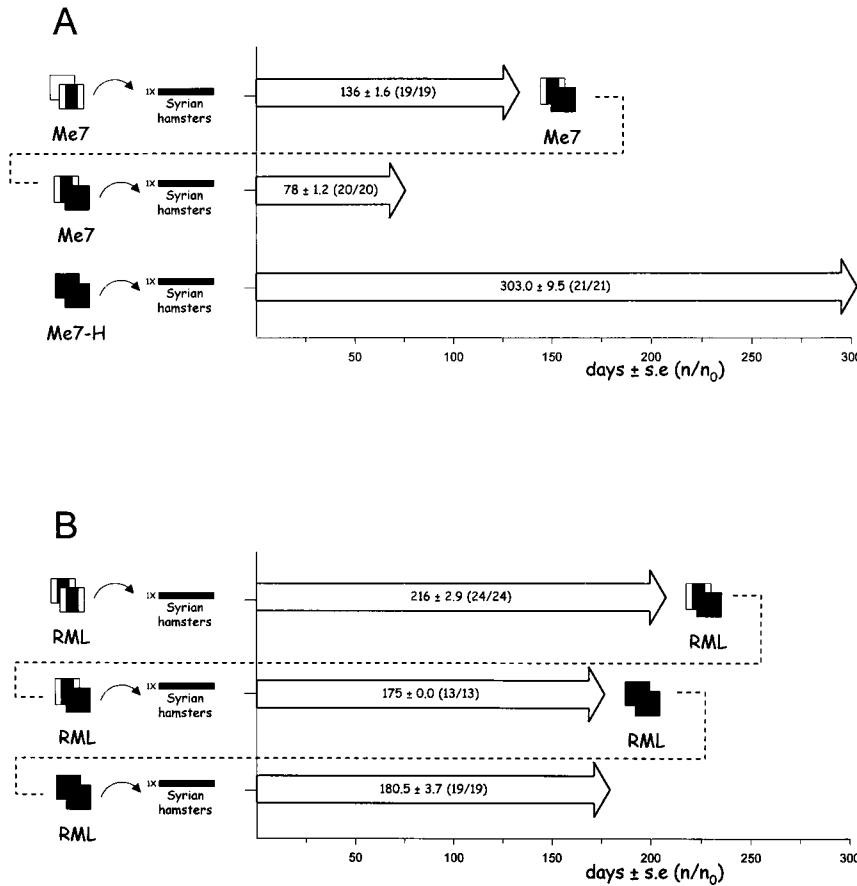 A
1X
136 ± 1.6 (19/19)
Syrian
hamsters
Me7
Me7
1X
78 ± 1.2 (20/20)
Syrian
hamsters
Me7
1X
303.0 ± 9.5 (21/21)
Syrian
hamsters
Me7-H
50 100 150 200 250 300
days ± s.e (n/n0)
B
1X
216 ± 2.9 (24/24)
Syrian
hamsters
RML
RML
1X
175 ± 0.0 (13/13)
Syrian
hamsters
RML
RML
1X
180.5 ± 3.7 (19/19)
Syrian
hamsters
RML
50 100 150 200 250 300
days ± s.e (n/n0)